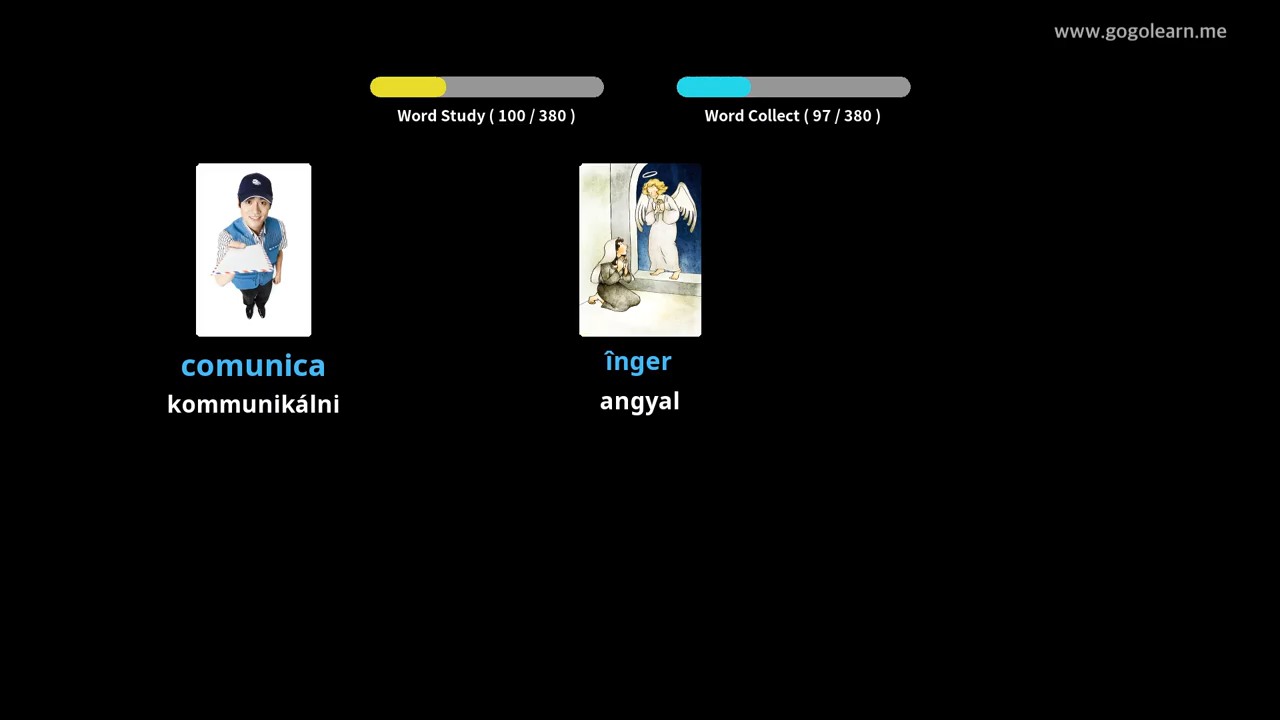 www.gogolearn.me
Word Study ( 100 / 380 )
Word Collect ( 97 / 380 )
comunica
kommunikálni
înger
angyal